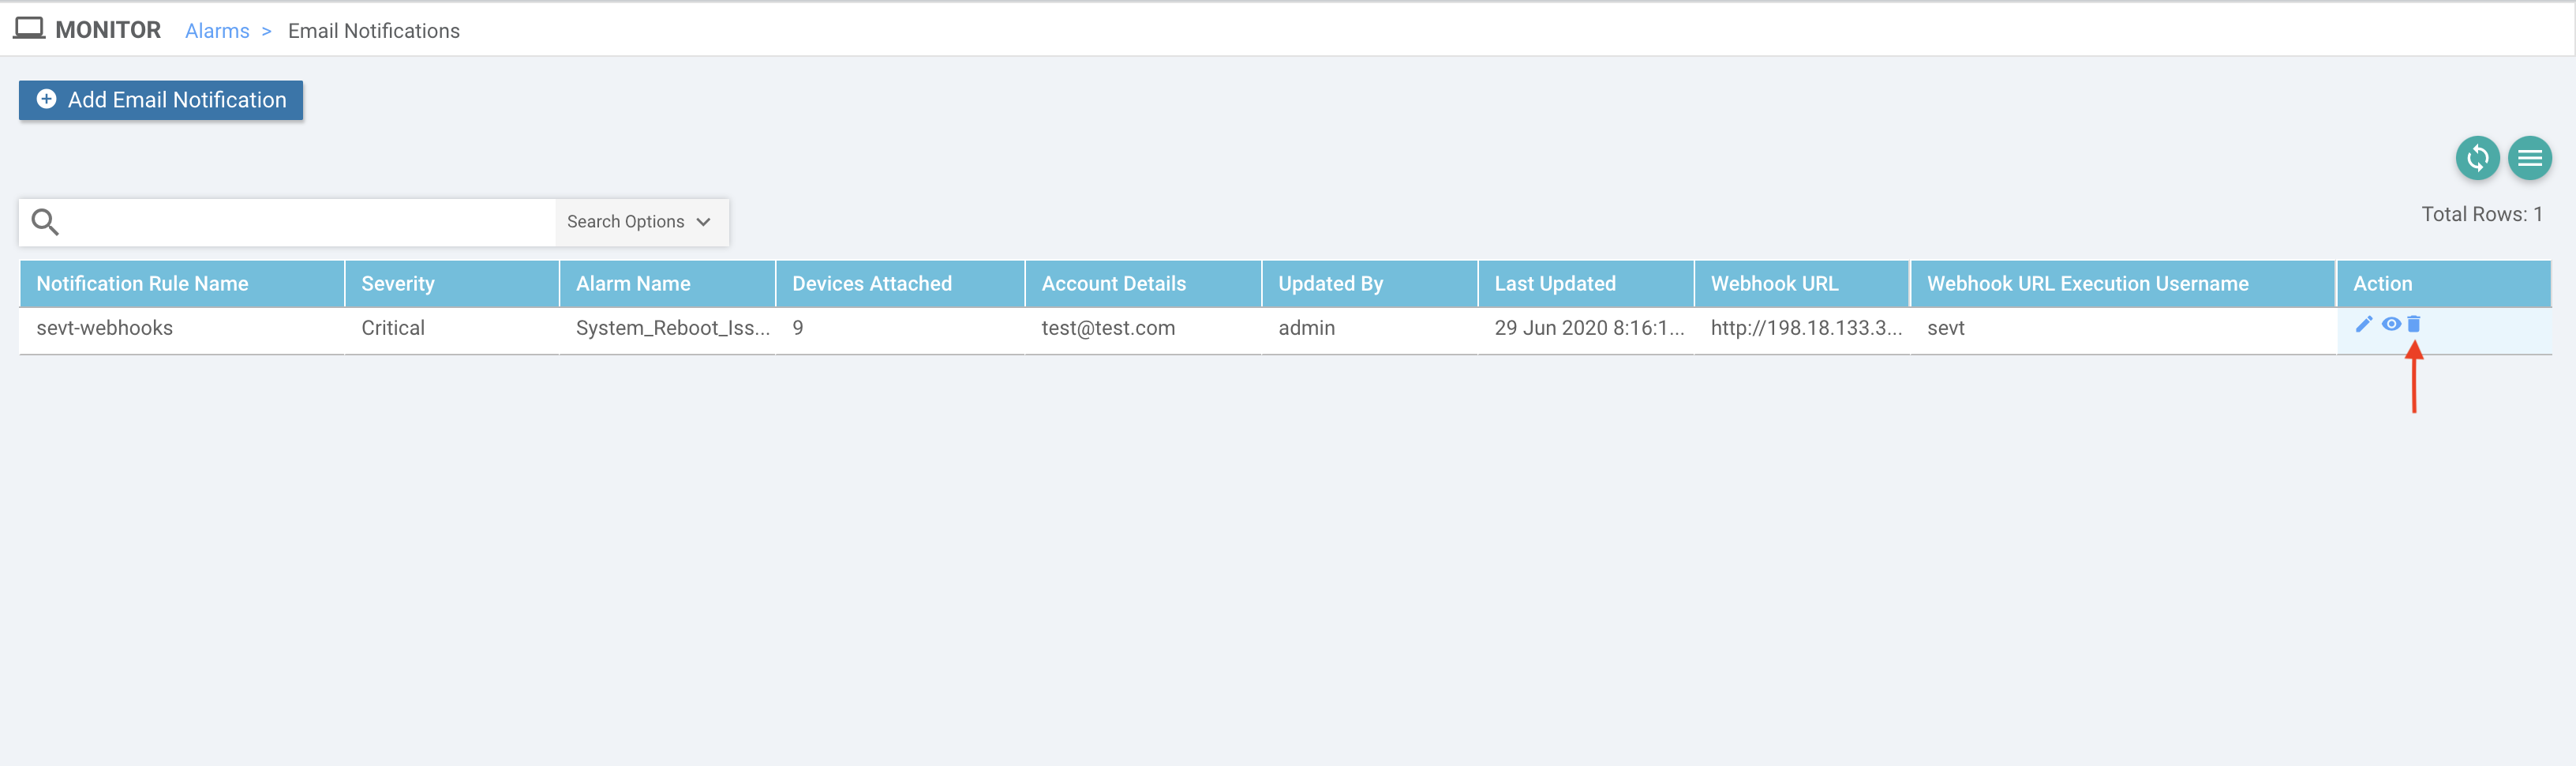 MONITOR Alarms > Email Notifications
Add Email Notification
Search Options
Total Rows: 1
Notification Rule Name Severity Alarm Name Devices Attached Account Details Updated By Last Updated Webhook URL Webhook URL Execution Username Action
sevt-webhooks Critical System_Reboot_Iss... 9 test@test.com admin 29 Jun 2020 8:16:1... http://198.18.133.3... sevt